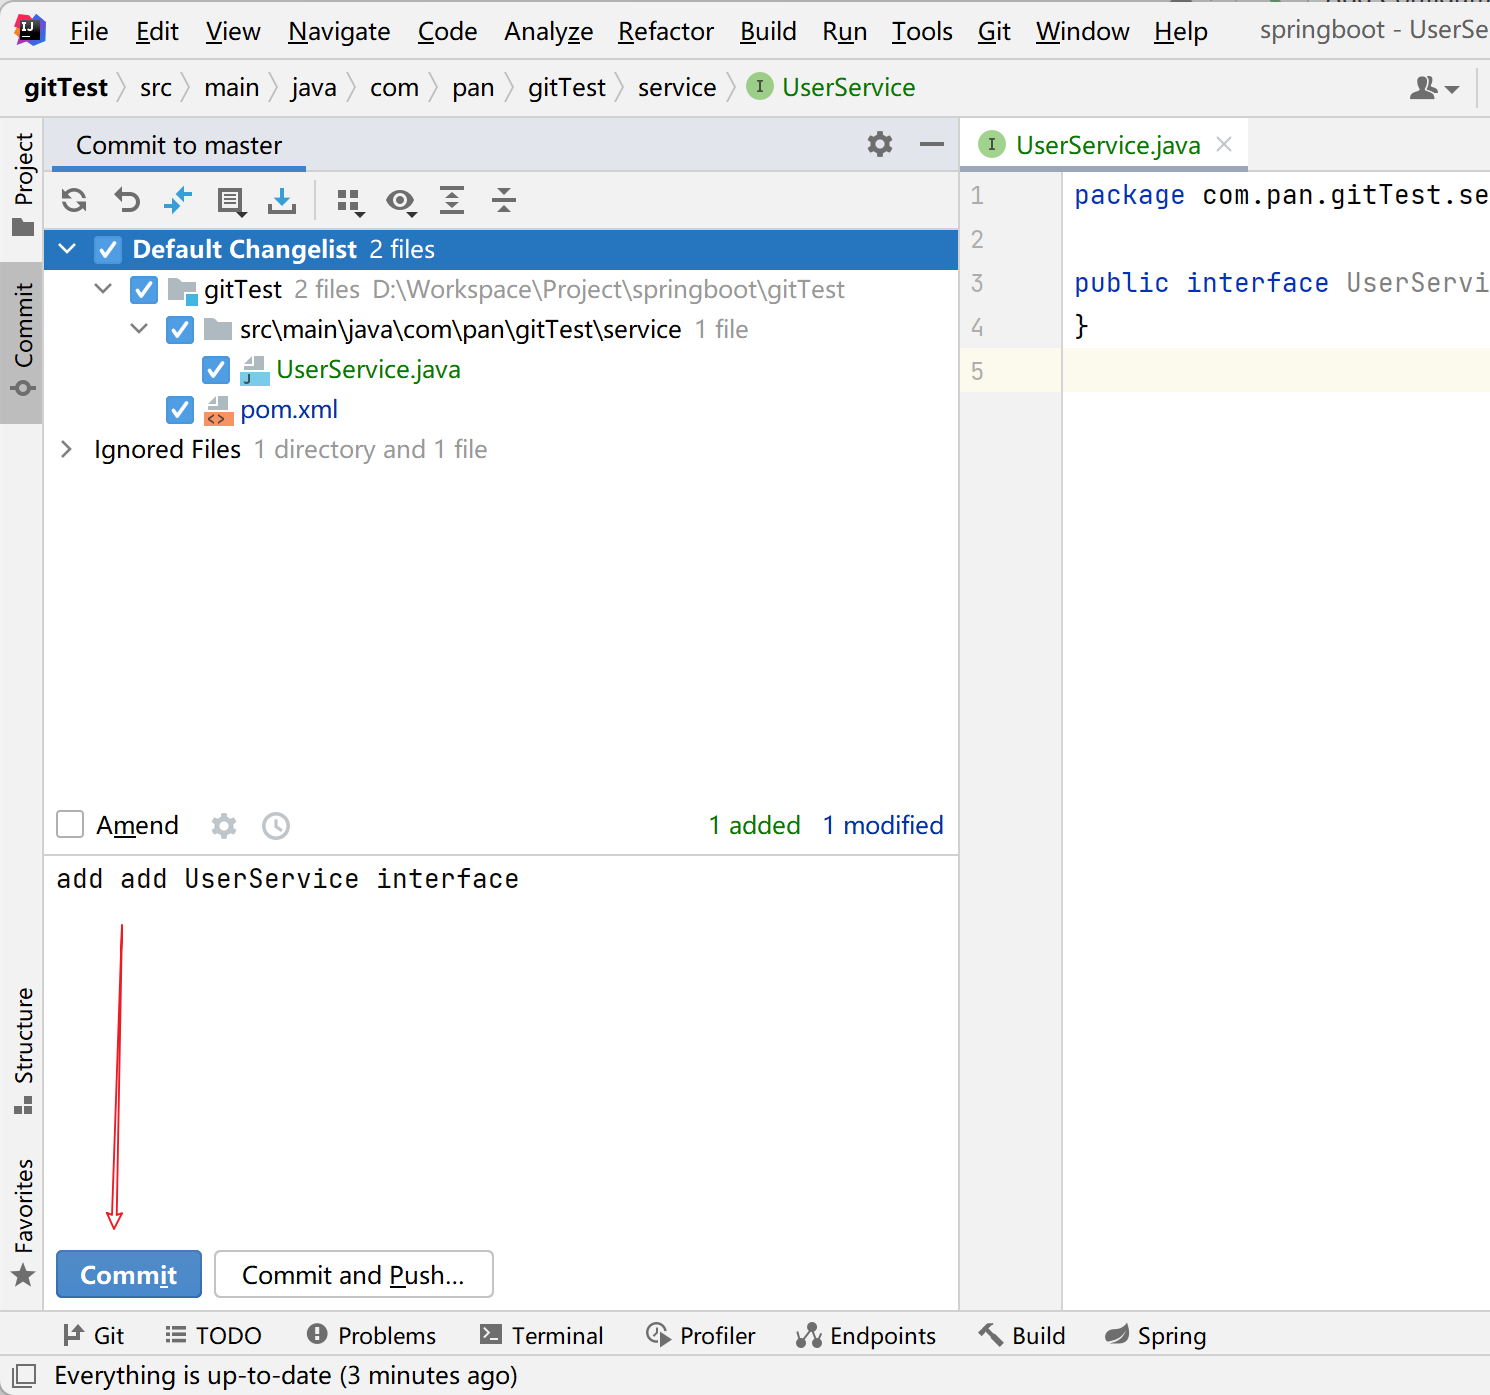 File Edit View Navigate Code Analyze Refactor Build Run Tools Git Window Help springboot - UserSe
gitTest src main java com pan gitTest service I UserService
Project
Commit
Structure
Favorites
Commit to master
Default Changelist 2 files
gitTest 2 files D:\Workspace\Project\springboot\gitTest
src\main\java\com\pan\gitTest\service 1 file
UserService.java
pom.xml
Ignored Files 1 directory and 1 file
Amend 1 added 1 modified
add add UserService interface
Commit Commit and Push...
I UserService.java
1 package com.pan.gitTest.se
2
3 public interface UserServi
4 }
5
Git TODO Problems Terminal Profiler Endpoints Build Spring
Everything is up-to-date (3 minutes ago)